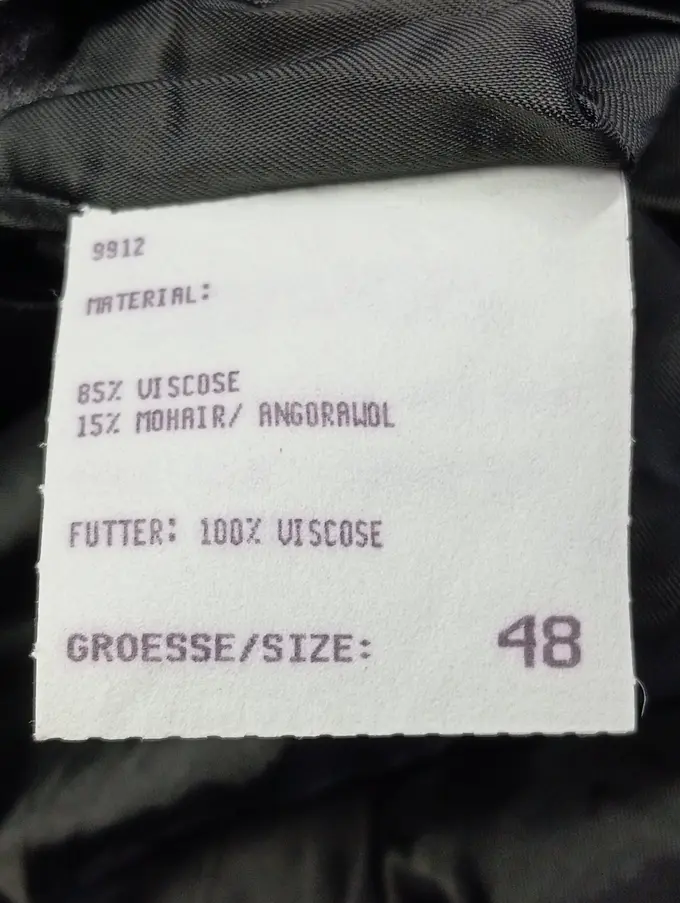 9912
MATERIAL:
85% VISCOSE
15% MOHAIR/ ANGORAWOL
FUTTER: 100% VISCOSE
GROESSE/SIZE: 48